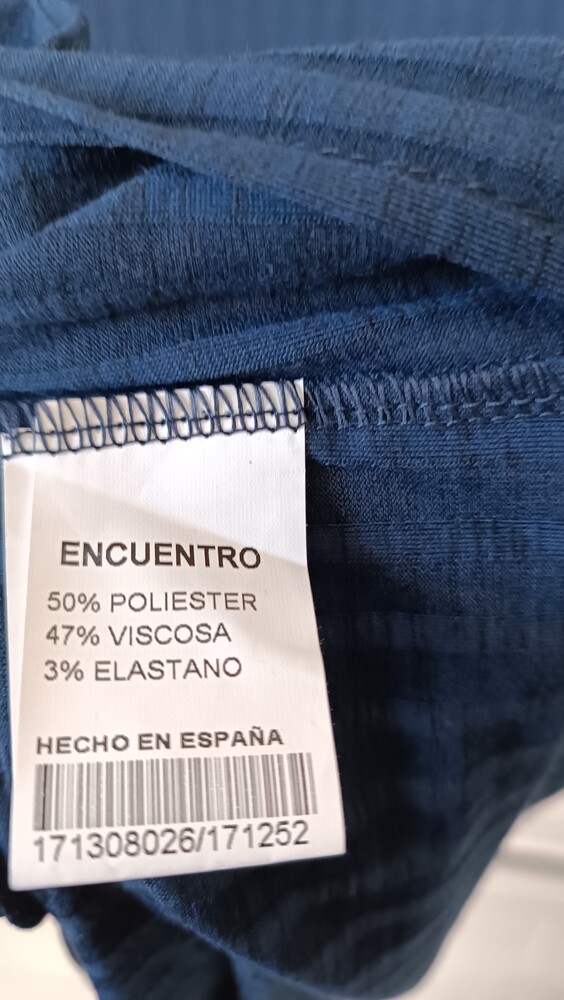 ENCUENTRO
50% POLIESTER
47% VISCOSA
3% ELASTANO
HECHO EN ESPAÑA
171308026/171252